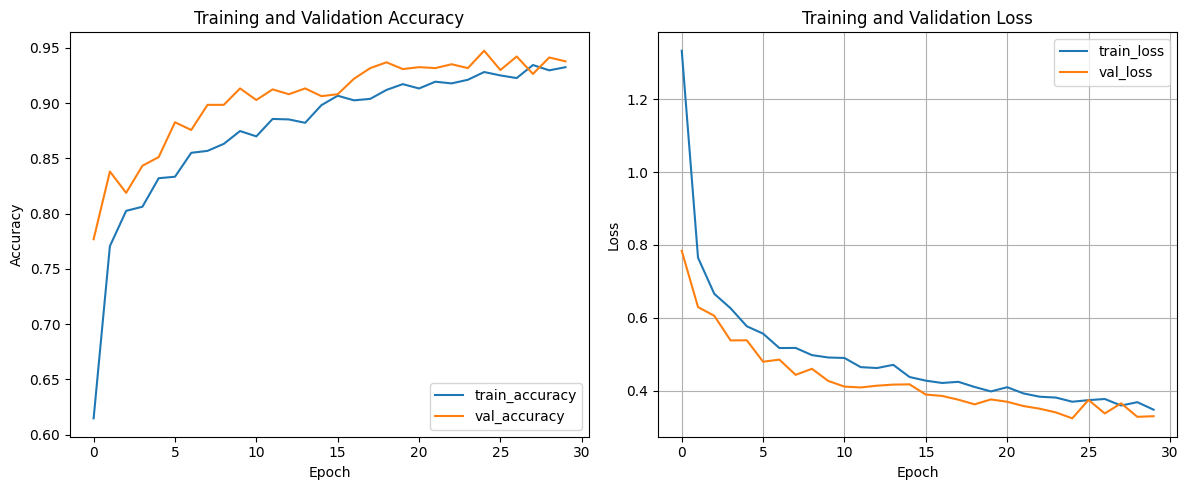 Training and Validation Accuracy
Accuracy
0.95
0.90
0.85
0.80
0.75
0.70
0.65
0.60
train_accuracy
val_accuracy
0 5 10 15 20 25 30
Epoch
Training and Validation Loss
Loss
1.2
1.0
0.8
0.6
0.4
train_loss
val_loss
0 5 10 15 20 25 30
Epoch